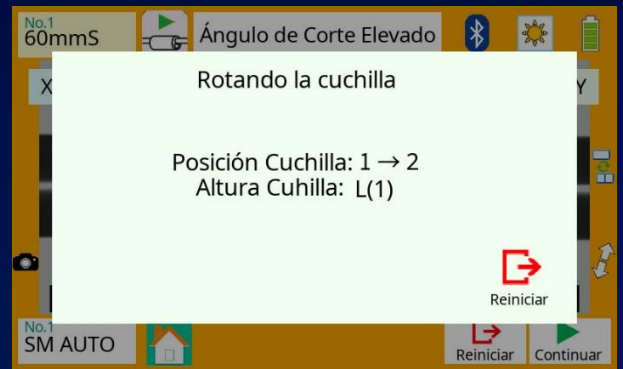 No.1
60mmS
Ángulo de Corte Elevado
X
Y
Rotando la cuchilla
Posición Cuchilla: 1 → 2
Altura Cuhilla: L(1)
Reiniciar
No.1
SM AUTO
Reiniciar
Continuar